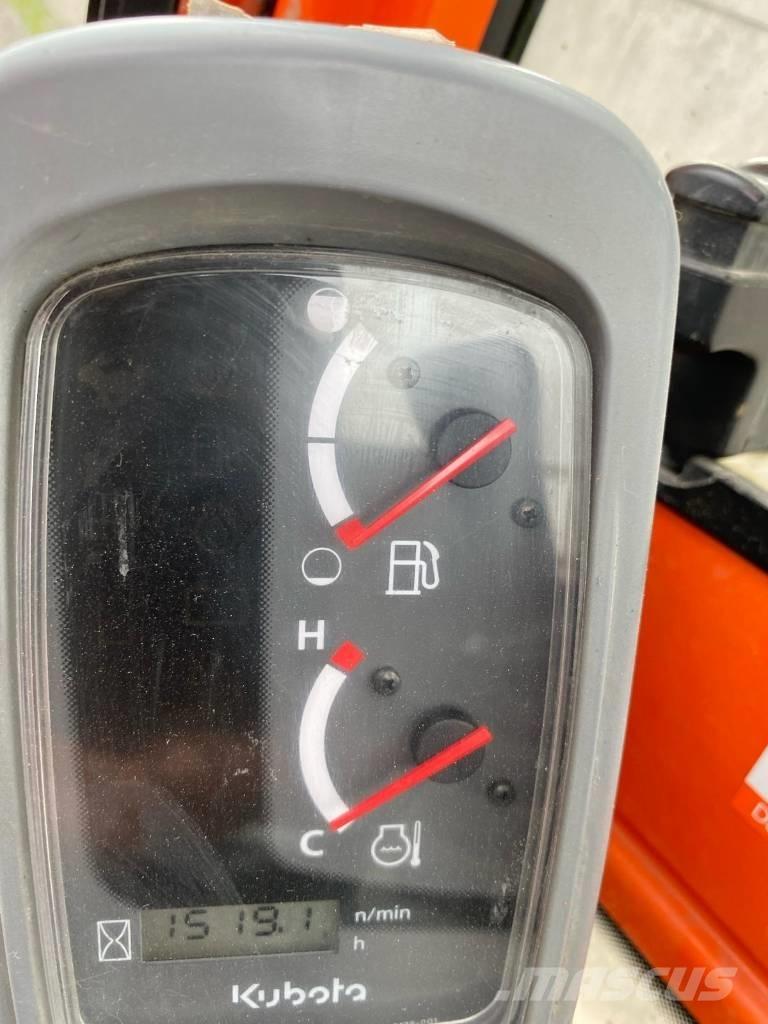 H
C
1519.1 n/min
h
Kubota
MASCUS